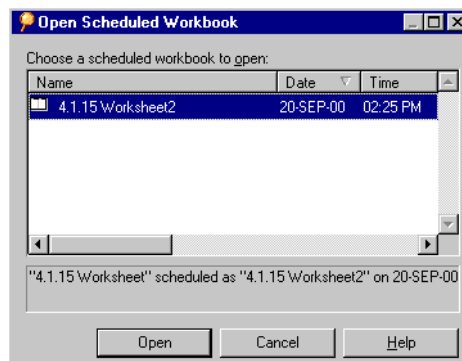 Open Scheduled Workbook
Choose a scheduled workbook to open:
Name Date Time
4.1.15 Worksheet2 20-SEP-00 02:25 PM
"4.1.15 Worksheet" scheduled as "4.1.15 Worksheet2" on 20-SEP-00
Open Cancel Help